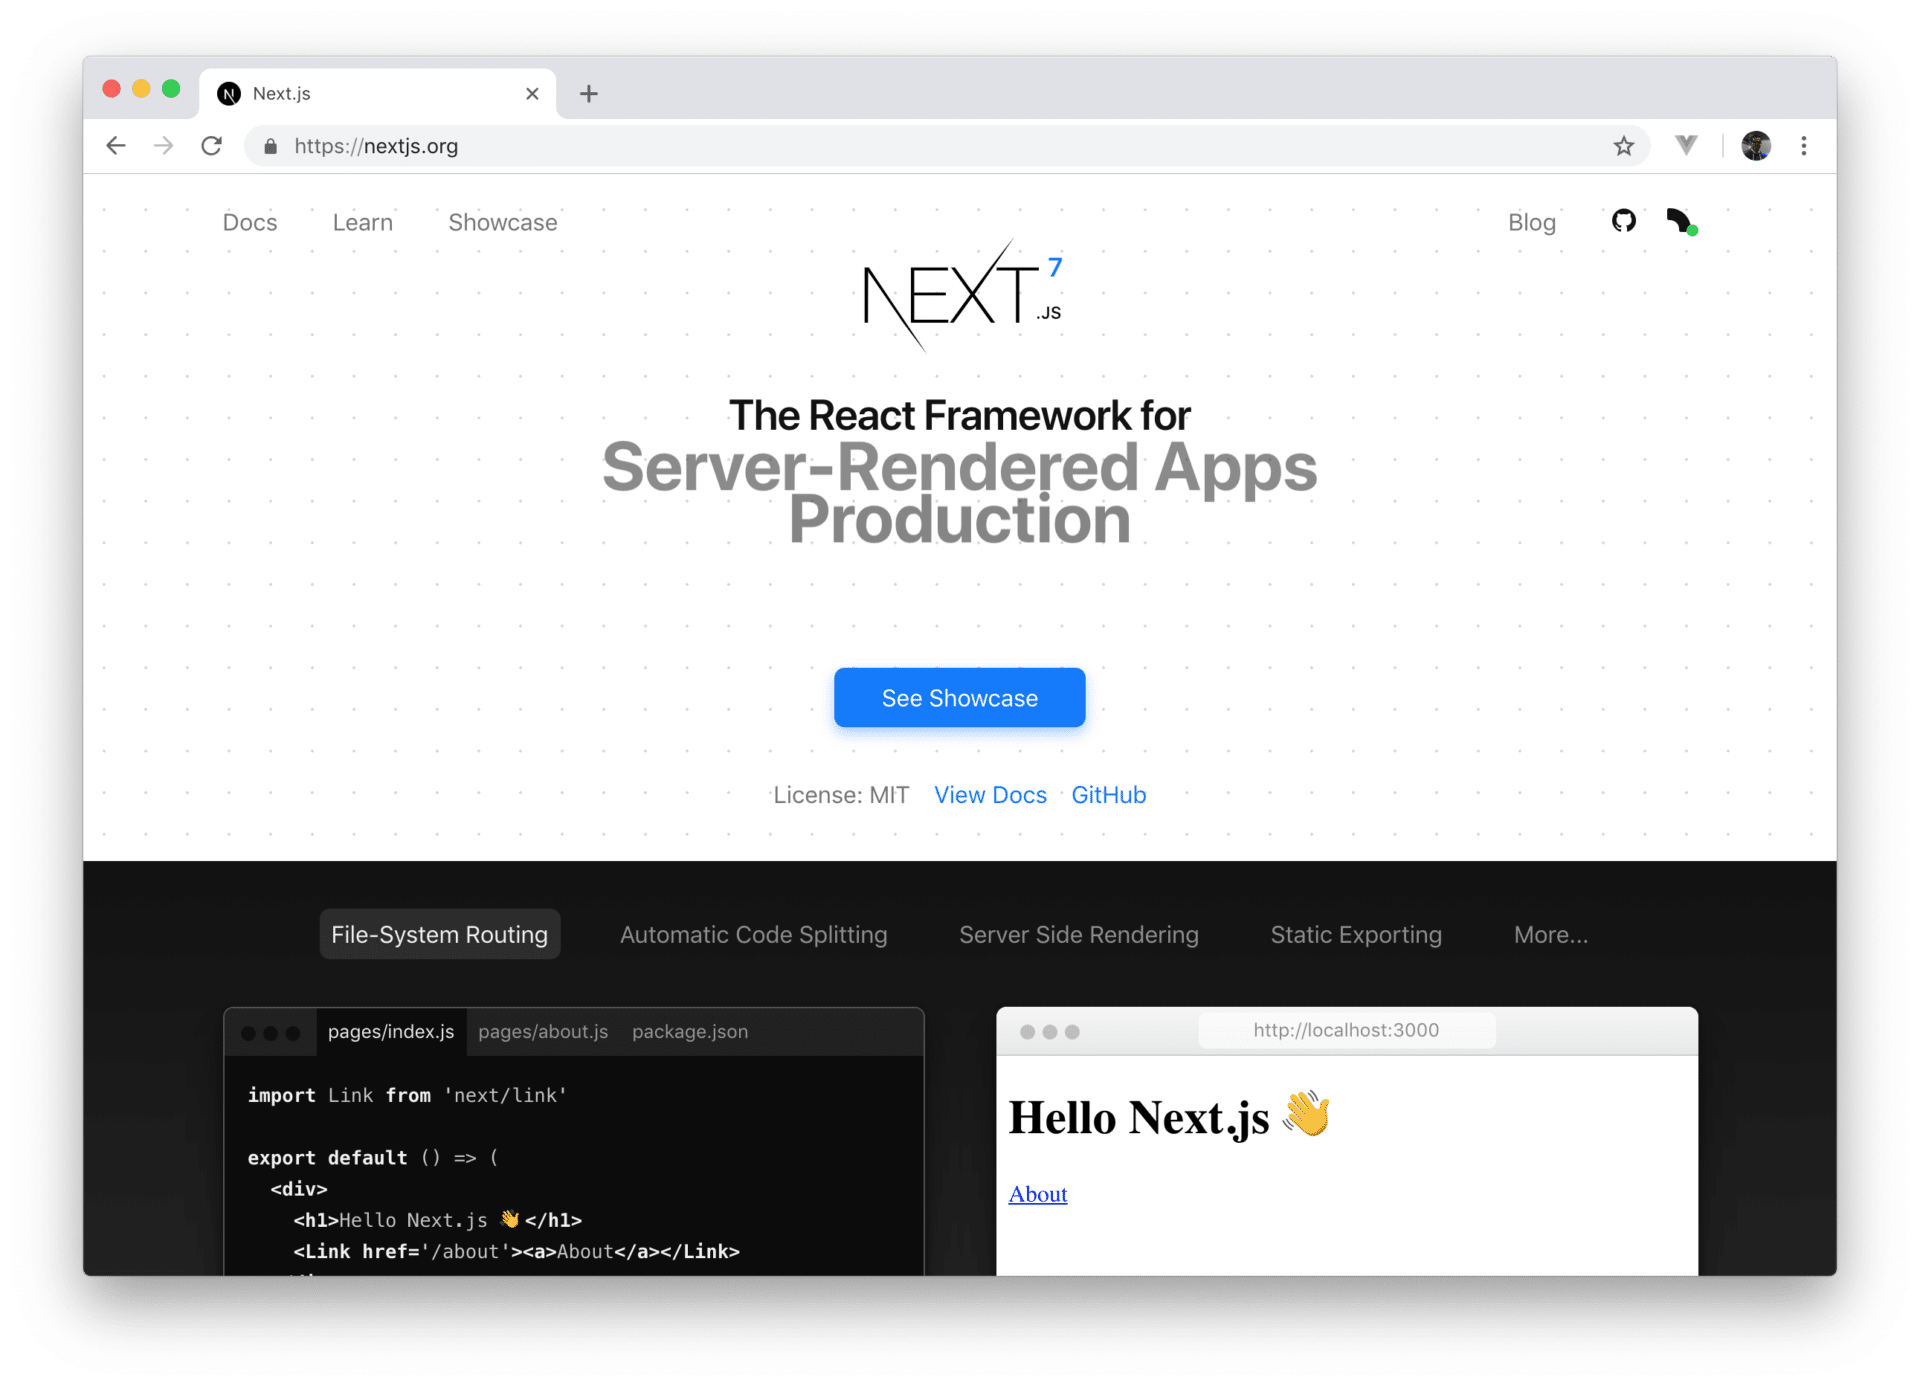 Next.js
https://nextjs.org
Docs Learn Showcase Blog
NEXT.JS 7
The React Framework for
Server-Rendered Apps
Production
See Showcase
License: MIT View Docs GitHub
File-System Routing Automatic Code Splitting Server Side Rendering Static Exporting More...
pages/index.js pages/about.js package.json
import Link from 'next/link'
export default () => (
<div>
<h1>Hello Next.js 👋</h1>
<Link href='/about'><a>About</a></Link>
http://localhost:3000
Hello Next.js 👋
About